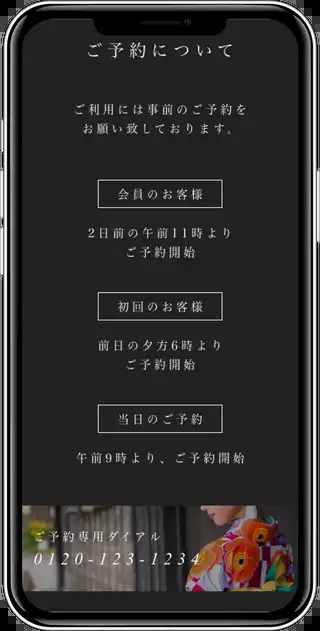 ご予約について
ご利用には事前のご予約を
お願い致しております。
会員のお客様
2日前の午前11時より
ご予約開始
初回のお客様
前日の夕方6時より
ご予約開始
当日のご予約
午前9時より、ご予約開始
ご予約専用ダイアル
0120-123-1234